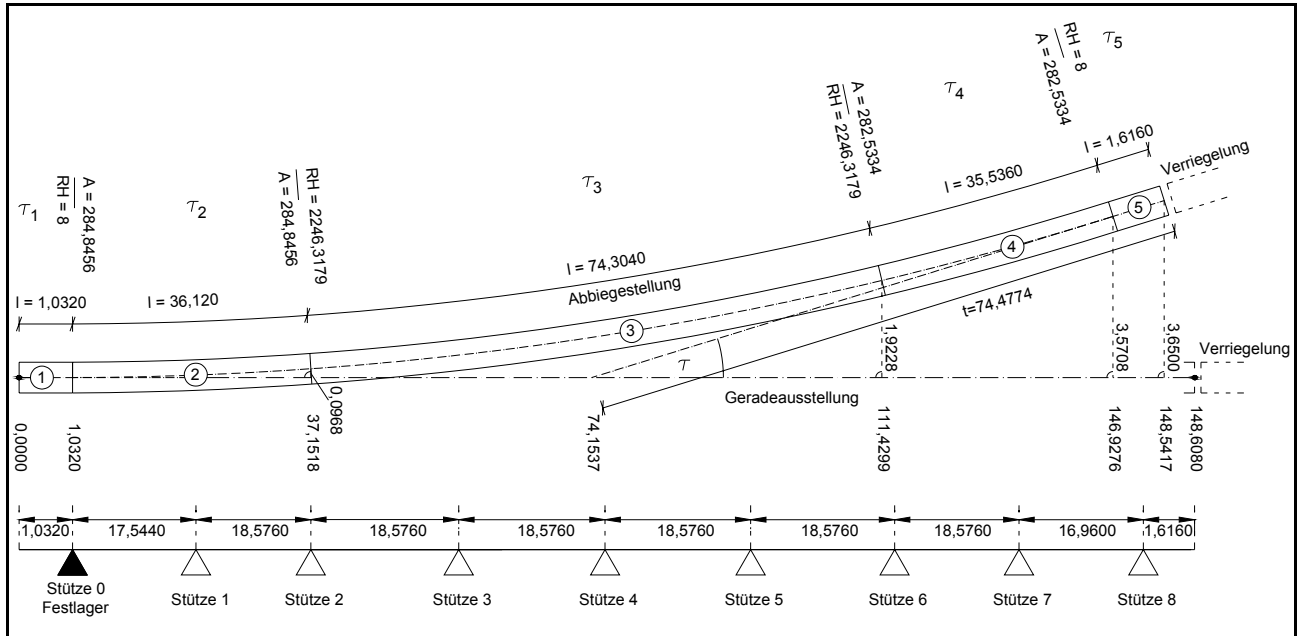 τ1
RH = 8
A = 284,8456
τ2
RH = 2246,3179
A = 284,8456
τ3
A = 282,5334
RH = 2246,3179
τ4
RH = 8
A = 282,5334
τ5
l = 1,0320
l = 36,120
l = 74,3040
l = 35,5360
l = 1,6160
Abbiegestellung
Verriegelung
t=74,4774
1
2
3
4
5
τ
Geradeausstellung
Verriegelung
0,0968
1,9228
3,5708
3,6500
0,0000
1,0320
37,1518
74,1537
111,4299
146,9276
148,5417
148,6080
1,0320
17,5440
18,5760
18,5760
18,5760
18,5760
18,5760
18,5760
16,9600
1,6160
Stütze 0
Festlager
Stütze 1
Stütze 2
Stütze 3
Stütze 4
Stütze 5
Stütze 6
Stütze 7
Stütze 8